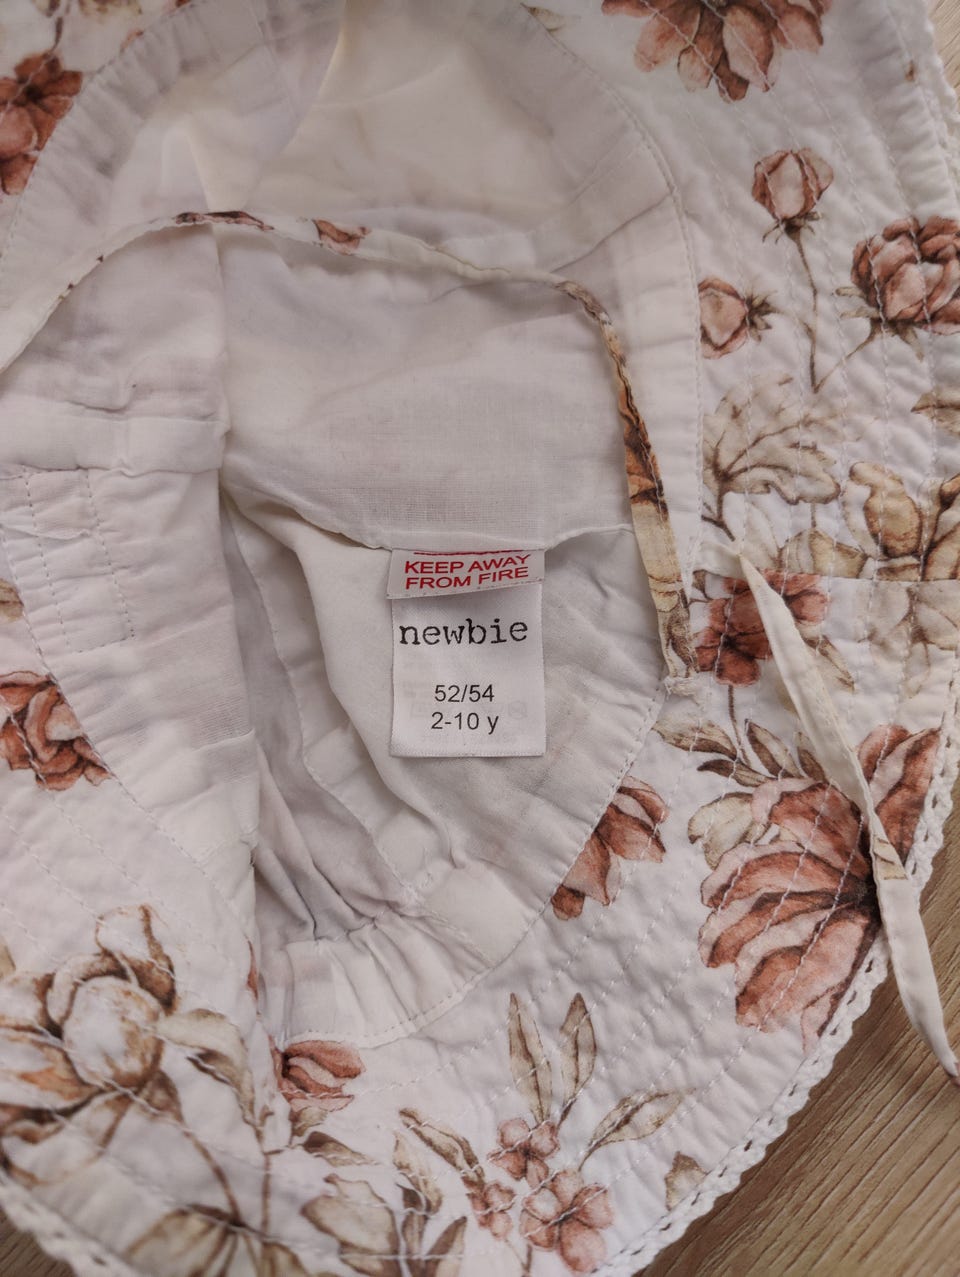 KEEP AWAY
FROM FIRE
newbie
52/54
2-10 y